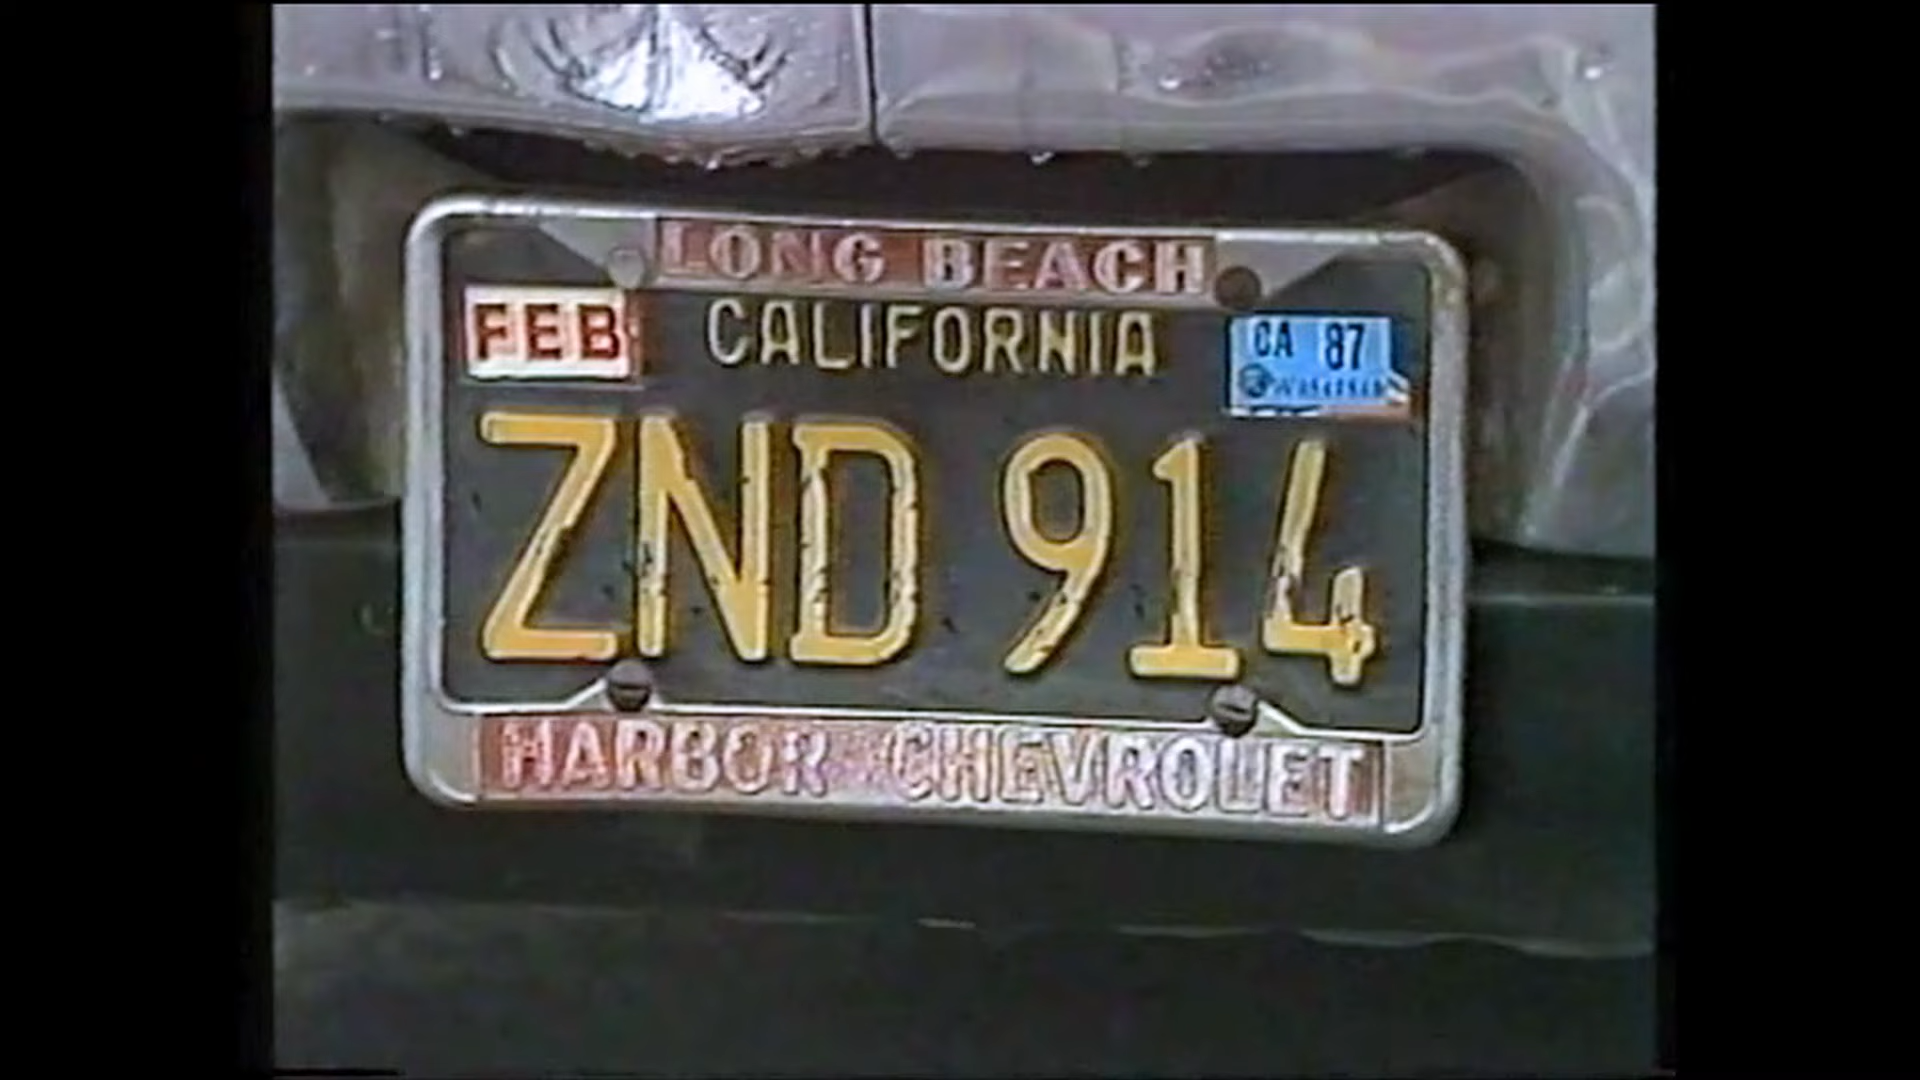 LONG BEACH
FEB CALIFORNIA CA 87
ZND 914
HARBOR CHEVROLET